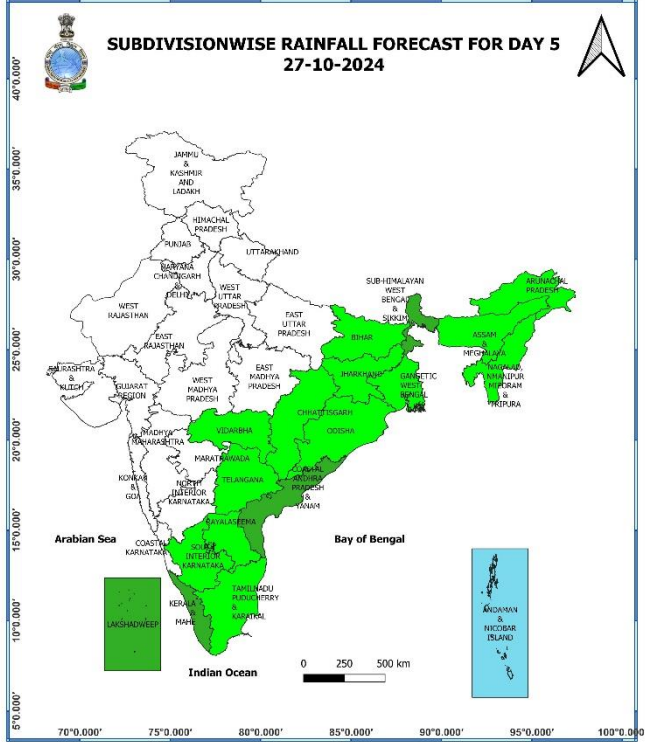 SUBDIVISIONWISE RAINFALL FORECAST FOR DAY 5
27-10-2024
JAMMU
&
KASHMIR
AND
LADAKH
HIMACHAL
PRADESH
PUNJAB
UTTARAKHAND
HARYANA
CHANDIGARH
&
DELHI
WEST
UTTAR
PRADESH
WEST
RAJASTHAN
EAST
UTTAR
PRADESH
SUB-HIMALAYAN
WEST
BENGAL
&
SIKKIM
ARUNACHAL
PRADESH
EAST
RAJASTHAN
BIHAR
ASSAM
&
MEGHALAYA
SAURASHTRA
&
KUTCH
GUJARAT
REGION
WEST
MADHYA
PRADESH
EAST
MADHYA
PRADESH
JHARKHAND
GANGETIC
WEST
BENGAL
&
TRIPURA
CHHATTISGARH
MADHYA
MAHARASHTRA
VIDARBHA
ODISHA
MARATHWADA
KONKAN
&
GOA
NORTH
INTERIOR
KARNATAKA
TELANGANA
COASTAL
ANDHRA
PRADESH
&
YANAM
RAYALASEEMA
Arabian Sea
COASTAL
KARNATAKA
SOUTH
INTERIOR
KARNATAKA
Bay of Bengal
LAKSHADWEEP
KERALA
&
MAHE
TAMILNADU
PUDUCHERRY
&
KARAIKAL
ANDAMAN
&
NICOBAR
ISLAND
Indian Ocean
0 250 500 km
40°0.000'
35°0.000'
30°0.000'
25°0.000'
20°0.000'
15°0.000'
10°0.000'
5°0.000'
70°0.000' 75°0.000' 80°0.000' 85°0.000' 90°0.000' 95°0.000' 100°0.000